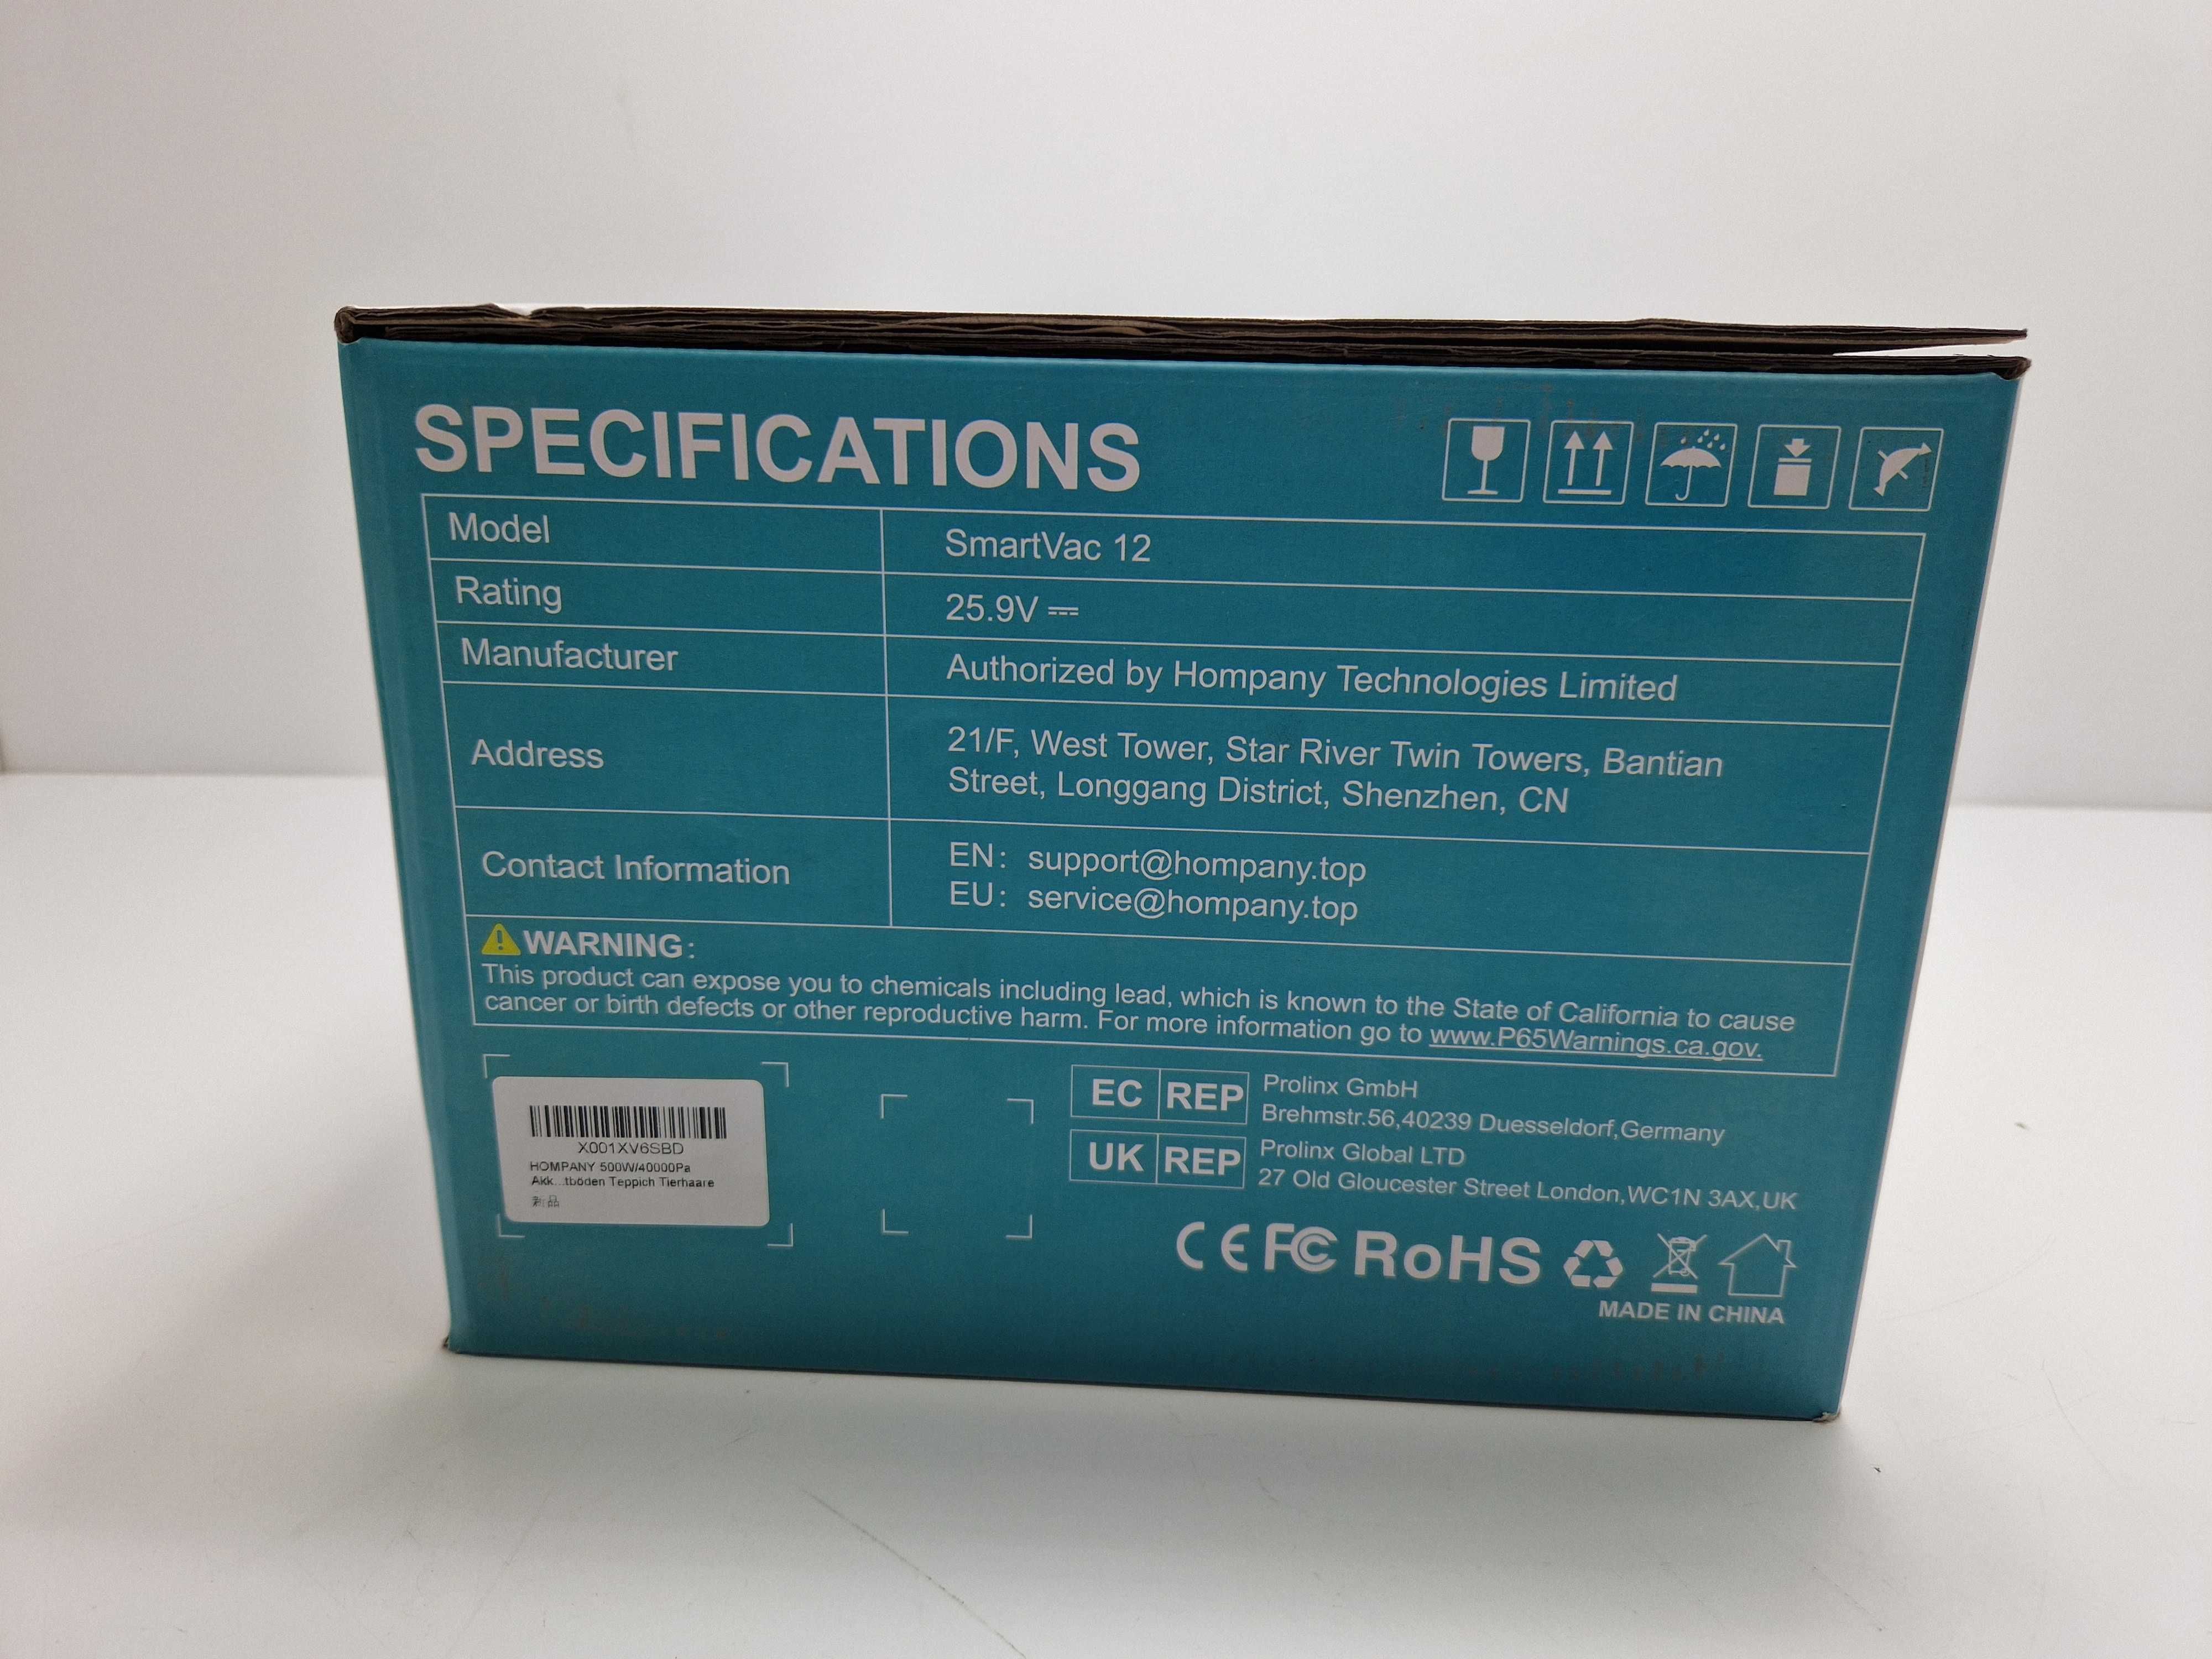 SPECIFICATIONS
Model
SmartVac 12
Rating
25.9V ⎓
Manufacturer
Authorized by Hompany Technologies Limited
Address
21/F, West Tower, Star River Twin Towers, Bantian
Street, Longgang District, Shenzhen, CN
Contact Information
EN: support@hompany.top
EU: service@hompany.top
WARNING:
This product can expose you to chemicals including lead, which is known to the State of California to cause
cancer or birth defects or other reproductive harm. For more information go to www.P65Warnings.ca.gov.
X001XV6SBD
HOMPANY 500W/40000Pa
Akk...tböden Teppich Tierhaare
新品
EC REP
Prolinx GmbH
Brehmstr.56,40239 Duesseldorf,Germany
UK REP
Prolinx Global LTD
27 Old Gloucester Street London,WC1N 3AX,UK
CE FC RoHS
MADE IN CHINA